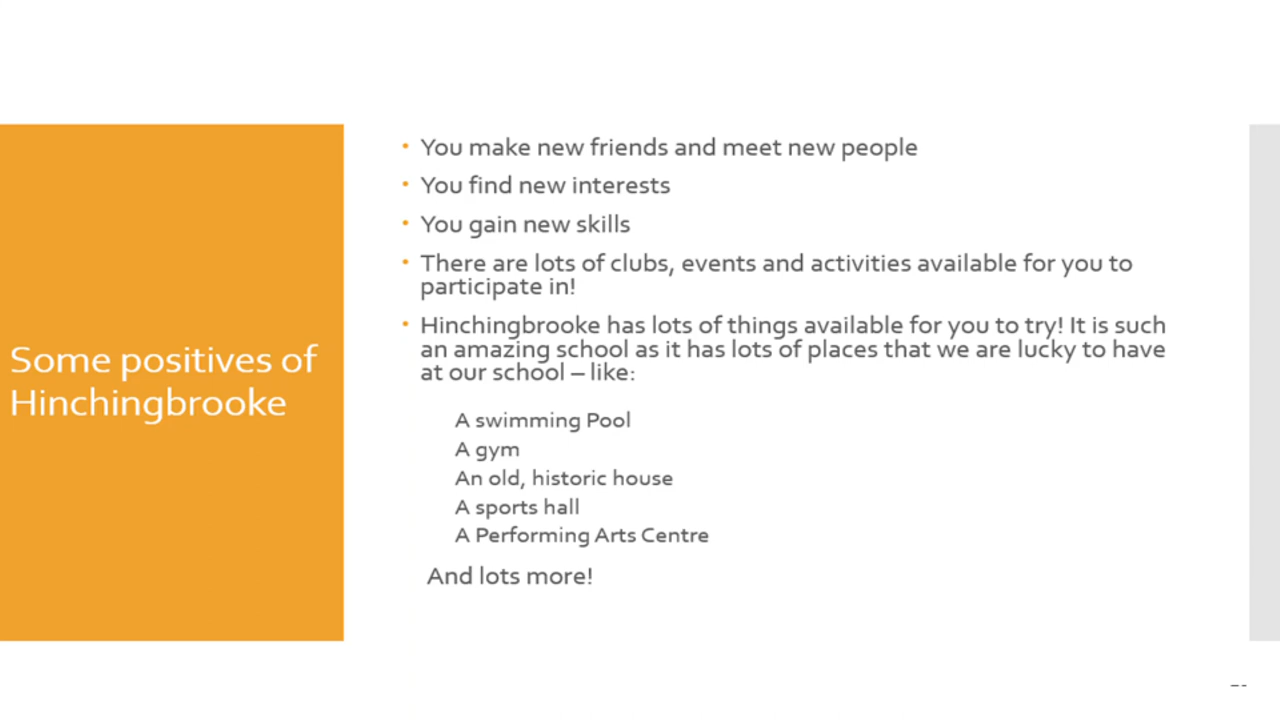 Some positives of
Hinchingbrooke
• You make new friends and meet new people
• You find new interests
• You gain new skills
• There are lots of clubs, events and activities available for you to
participate in!
• Hinchingbrooke has lots of things available for you to try! It is such
an amazing school as it has lots of places that we are lucky to have
at our school – like:
A swimming Pool
A gym
An old, historic house
A sports hall
A Performing Arts Centre
And lots more!